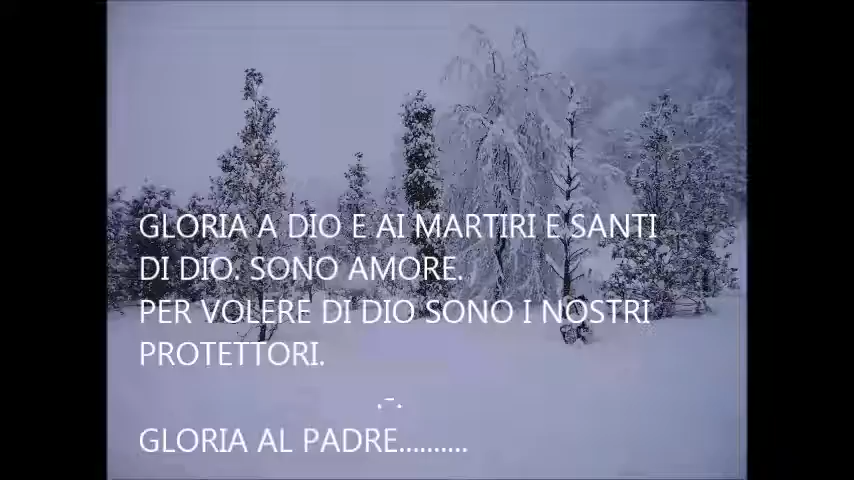 GLORIA A DIO E AI MARTIRI E SANTI
DI DIO. SONO AMORE.
PER VOLERE DI DIO SONO I NOSTRI
PROTETTORI.
.-.
GLORIA AL PADRE..........